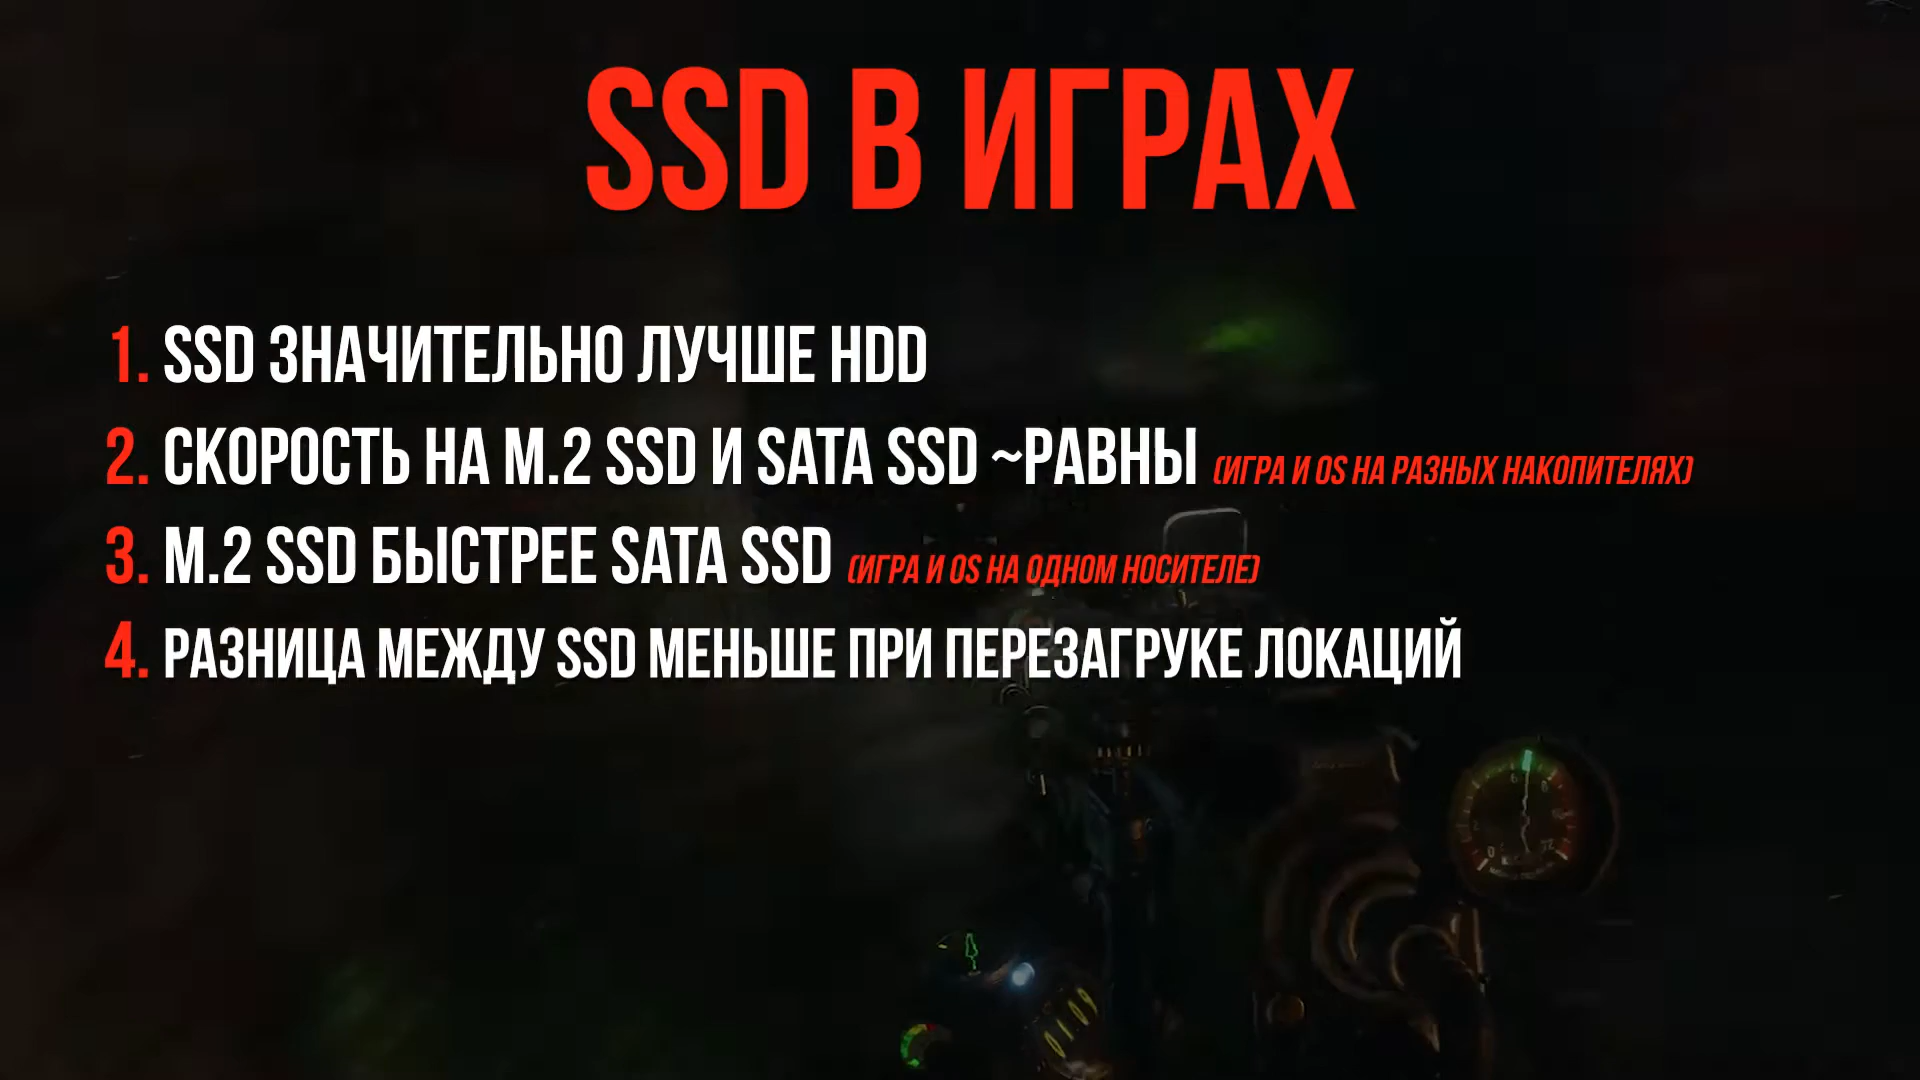 SSD В ИГРАХ
1. SSD ЗНАЧИТЕЛЬНО ЛУЧШЕ HDD
2. СКОРОСТЬ НА M.2 SSD И SATA SSD ~РАВНЫ (ИГРА И OS НА РАЗНЫХ НАКОПИТЕЛЯХ)
3. M.2 SSD БЫСТРЕЕ SATA SSD (ИГРА И OS НА ОДНОМ НОСИТЕЛЕ)
4. РАЗНИЦА МЕЖДУ SSD МЕНЬШЕ ПРИ ПЕРЕЗАГРУКЕ ЛОКАЦИЙ